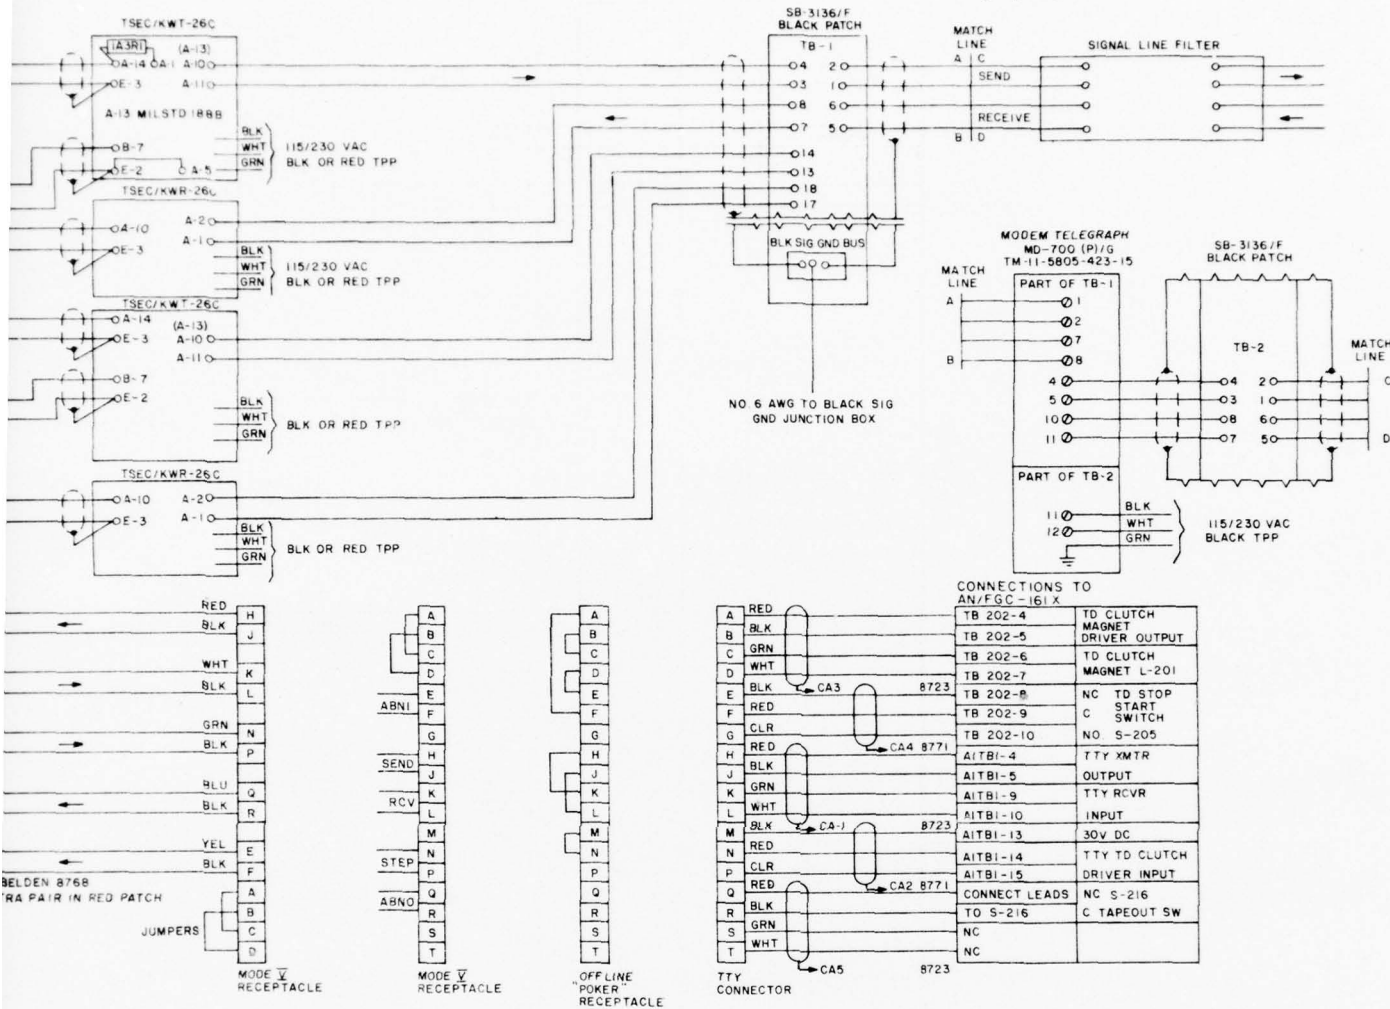 TSEC/KWT-26C
1A3R1
(A-13)
A-14 A-1 A-10
E-3 A-11
A-13 MILSTD 188B
B-7
E-2 A-5
BLK
WHT
GRN
115/230 VAC
BLK OR RED TPP
TSEC/KWR-26C
A-10
A-2
E-3
A-1
BLK
WHT
GRN
115/230 VAC
BLK OR RED TPP
TSEC/KWT-26C
A-14
(A-13)
E-3 A-10
A-11
B-7
E-2
BLK
WHT
GRN
BLK OR RED TPP
TSEC/KWR-26C
A-10 A-2
E-3 A-1
BLK
WHT
GRN
BLK OR RED TPP
SB-3136/F
BLACK PATCH
TB-1
4 2
3 1
8 6
7 5
14
13
18
17
BLK SIG GND BUS
NO. 6 AWG TO BLACK SIG
GND JUNCTION BOX
MATCH
LINE
A C
SEND
RECEIVE
B D
SIGNAL LINE FILTER
MODEM TELEGRAPH
MD-700 (P)/G
TM-11-5805-423-15
MATCH
LINE
A
B
PART OF TB-1
1
2
7
8
4
5
10
11
PART OF TB-2
11
12
BLK
WHT
GRN
115/230 VAC
BLACK TPP
SB-3136/F
BLACK PATCH
TB-2
4 2
3 1
8 6
7 5
MATCH
LINE
C
D
RED H
BLK J
WHT K
BLK L
GRN N
BLK P
BLU Q
BLK R
YEL E
BLK F
A
B
C
D
BELDEN 8768
TRA PAIR IN RED PATCH
JUMPERS
MODE V
RECEPTACLE
A
B
C
D
E
ABN1
F
G
H
SEND
J
K
RCV
L
M
N
STEP
P
Q
ABNO
R
S
T
MODE V
RECEPTACLE
A
B
C
D
E
F
G
H
J
K
L
M
N
P
Q
R
S
T
OFF LINE
"POKER"
RECEPTACLE
CONNECTIONS TO
AN/FGC-161X
A RED TB 202-4 TD CLUTCH
MAGNET
B BLK TB 202-5 DRIVER OUTPUT
C GRN TB 202-6 TD CLUTCH
D WHT TB 202-7 MAGNET L-201
CA3 8723
E BLK TB 202-8 NC TD STOP
START
F RED TB 202-9 C SWITCH
G CLR TB 202-10 NO S-205
CA4 8771
H RED A1TB1-4 TTY XMTR
J BLK A1TB1-5 OUTPUT
K GRN A1TB1-9 TTY RCVR
L WHT A1TB1-10 INPUT
CA-1 8723
M BLK A1TB1-13 30V DC
N RED A1TB1-14 TTY TD CLUTCH
P CLR A1TB1-15 DRIVER INPUT
CA2 8771
Q RED CONNECT LEADS NC S-216
R BLK TO S-216 C TAPEOUT SW
S GRN NC
T WHT NC
CA5 8723
TTY
CONNECTOR